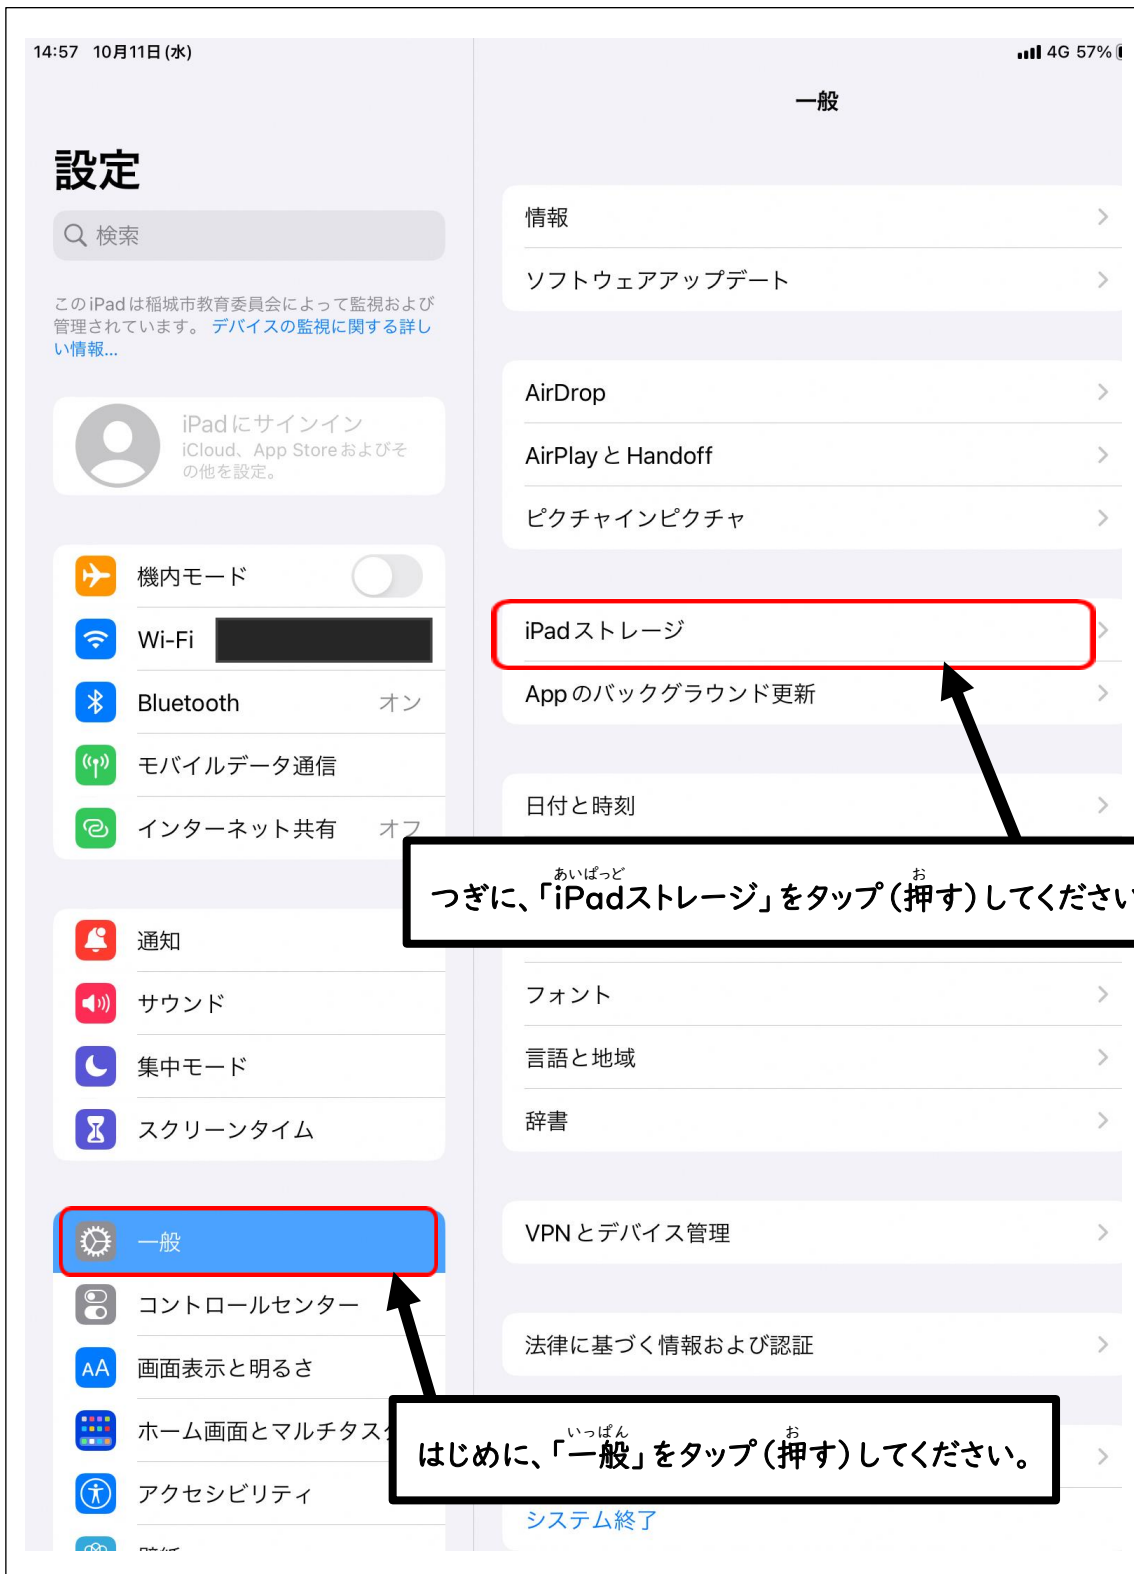 14:57 10月11日(水)
4G 57%
設定
検索
このiPadは稲城市教育委員会によって監視および
管理されています。 デバイスの監視に関する詳し
い情報...
iPadにサインイン
iCloud、App Storeおよびそ
の他を設定。
機内モード
Wi-Fi
Bluetooth オン
モバイルデータ通信
インターネット共有 オフ
通知
サウンド
集中モード
スクリーンタイム
一般
コントロールセンター
画面表示と明るさ
ホーム画面とマルチタスク
アクセシビリティ
一般
情報
ソフトウェアアップデート
AirDrop
AirPlayとHandoff
ピクチャインピクチャ
iPadストレージ
Appのバックグラウンド更新
日付と時刻
あいぱっど お
つぎに、「iPadストレージ」をタップ(押す)してください
フォント
言語と地域
辞書
VPNとデバイス管理
法律に基づく情報および認証
いっぱん お
はじめに、「一般」をタップ(押す)してください。
システム終了